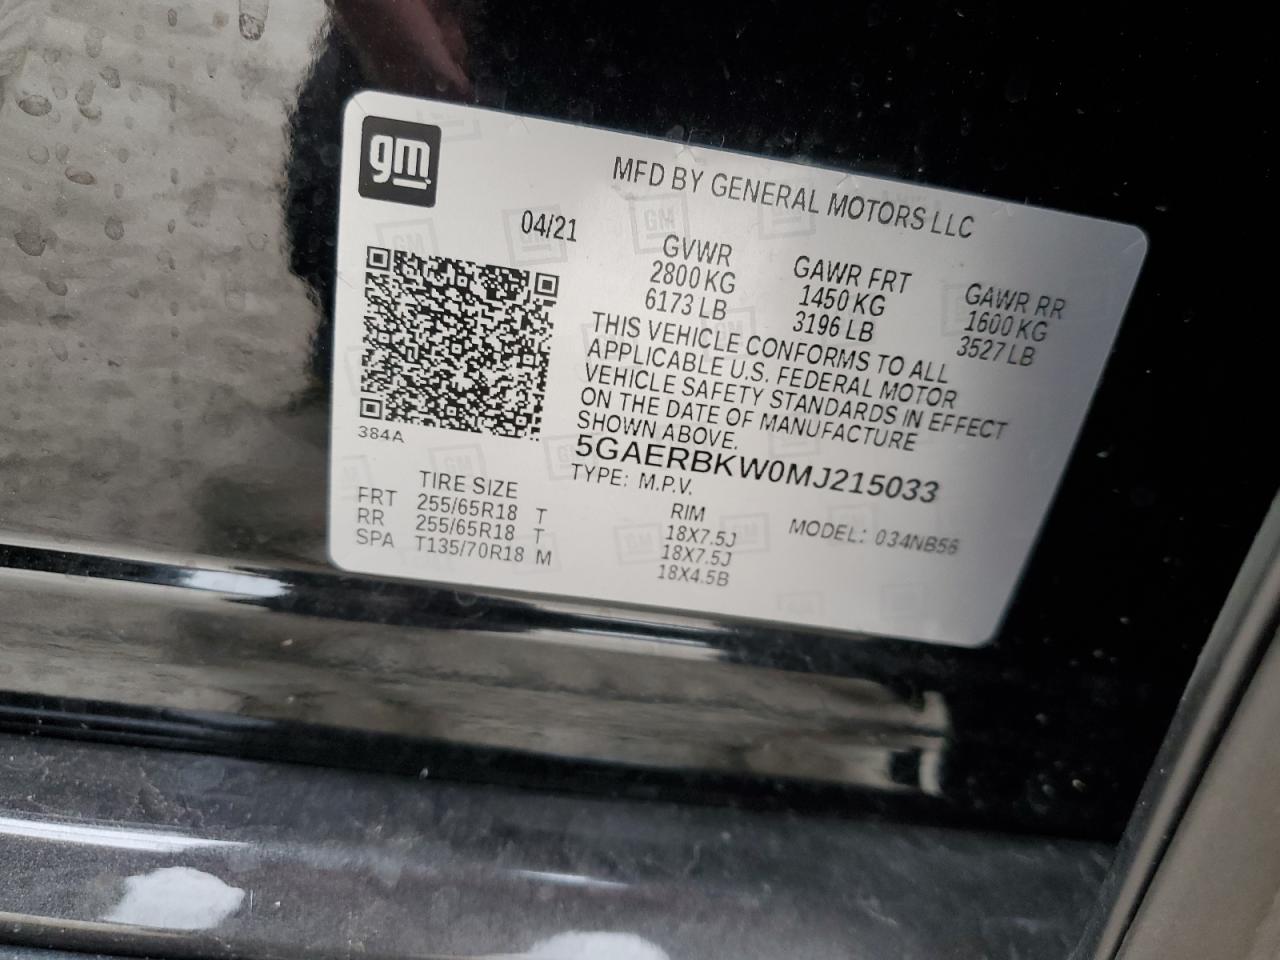 gm
MFD BY GENERAL MOTORS LLC
04/21
GVWR GAWR FRT GAWR RR
2800 KG 1450 KG 1600 KG
6173 LB 3196 LB 3527 LB
THIS VEHICLE CONFORMS TO ALL
APPLICABLE U.S. FEDERAL MOTOR
VEHICLE SAFETY STANDARDS IN EFFECT
ON THE DATE OF MANUFACTURE
SHOWN ABOVE.
384A
5GAERBKW0MJ215033
TYPE: M.P.V. MODEL: 034NB56
TIRE SIZE RIM
FRT 255/65R18 T 18X7.5J
RR 255/65R18 T 18X7.5J
SPA T135/70R18 M 18X4.5B